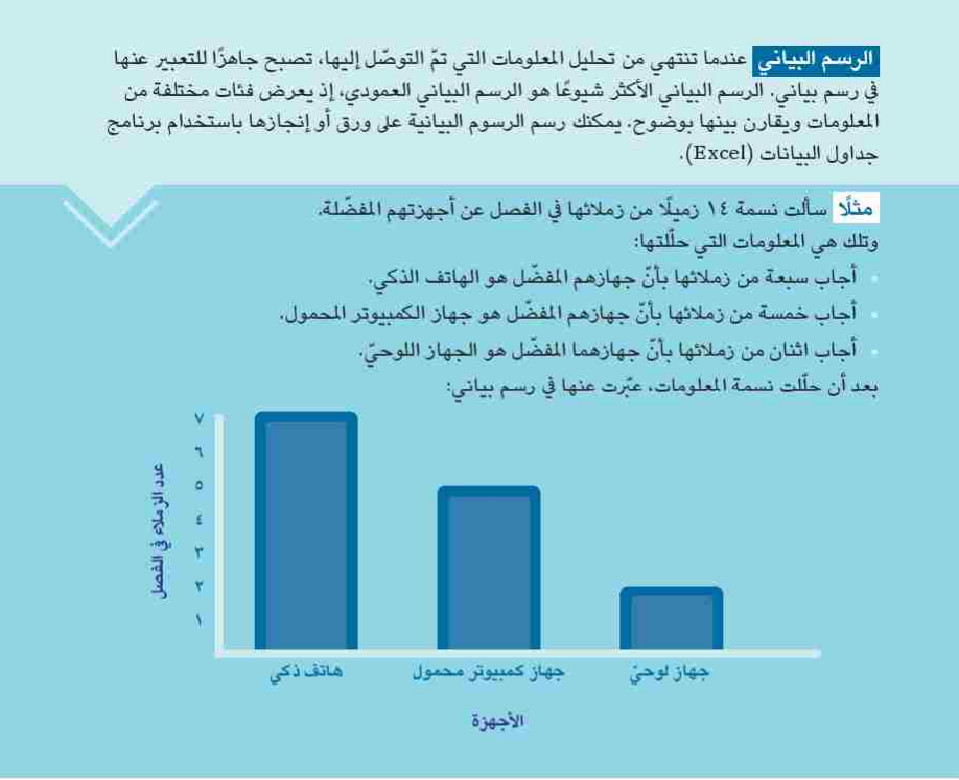 الرسم البياني عندما تنتهي من تحليل المعلومات التي تمّ التوصّل إليها، تصبح جاهزًا للتعبير عنها
في رسم بياني. الرسم البياني الأكثر شيوعًا هو الرسم البياني العمودي، إذ يعرض فئات مختلفة من
المعلومات ويقارن بينها بوضوح. يمكنك رسم الرسوم البيانية على ورق أو إنجازها باستخدام برنامج
جداول البيانات (Excel).
مثلًا سألت نسمة ١٤ زميلًا من زملائها في الفصل عن أجهزتهم المفضّلة.
وتلك هي المعلومات التي حلّلتها:
• أجاب سبعة من زملائها بأنّ جهازهم المفضّل هو الهاتف الذكي.
• أجاب خمسة من زملائها بأنّ جهازهم المفضّل هو جهاز الكمبيوتر المحمول.
• أجاب اثنان من زملائها بأنّ جهازهما المفضّل هو الجهاز اللوحيّ.
بعد أن حلّلت نسمة المعلومات، عبّرت عنها في رسم بياني:
٧
٦
٥
٤
٣
٢
١
عدد الزملاء في الفصل
هاتف ذكي
جهاز كمبيوتر محمول
جهاز لوحيّ
الأجهزة